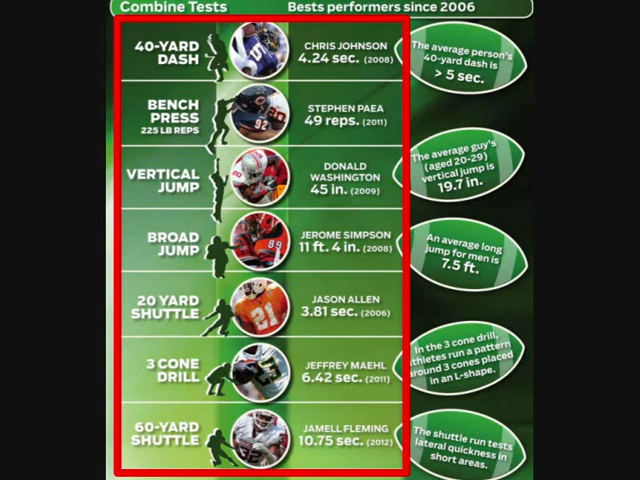 Combine Tests
Bests performers since 2006
40-YARD
DASH
CHRIS JOHNSON
4.24 sec. (2008)
The average person's
40-yard dash is
> 5 sec.
BENCH
PRESS
225 LB REPS
92
STEPHEN PAEA
49 reps. (2011)
VERTICAL
JUMP
DONALD
WASHINGTON
45 in. (2009)
The average guy's
(aged 20-29)
vertical jump is
19.7 in.
BROAD
JUMP
89
JEROME SIMPSON
11 ft. 4 in. (2008)
An average long
jump for men is
7.5 ft.
20 YARD
SHUTTLE
21
JASON ALLEN
3.81 sec. (2006)
3 CONE
DRILL
JEFFREY MAEHL
6.42 sec. (2011)
In the 3 cone drill,
athletes run a pattern
around 3 cones placed
in an L-shape.
60-YARD
SHUTTLE
JAMELL FLEMING
10.75 sec. (2012)
The shuttle run tests
lateral quickness in
short areas.